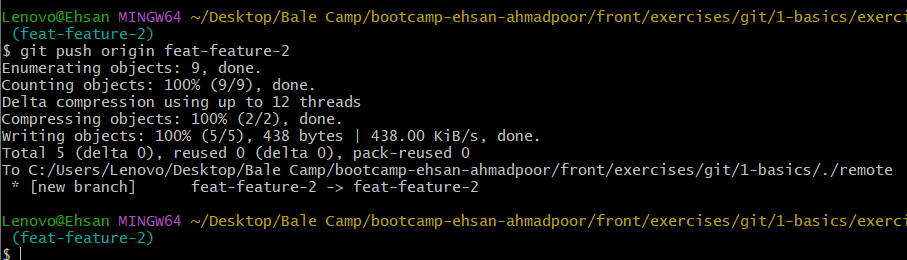 Lenovo@Ehsan MINGW64 ~/Desktop/Bale Camp/bootcamp-ehsan-ahmadpoor/front/exercises/git/1-basics/exerci
(feat-feature-2)
$ git push origin feat-feature-2
Enumerating objects: 9, done.
Counting objects: 100% (9/9), done.
Delta compression using up to 12 threads
Compressing objects: 100% (2/2), done.
Writing objects: 100% (5/5), 438 bytes | 438.00 KiB/s, done.
Total 5 (delta 0), reused 0 (delta 0), pack-reused 0
To C:/Users/Lenovo/Desktop/Bale Camp/bootcamp-ehsan-ahmadpoor/front/exercises/git/1-basics/./remote
* [new branch]      feat-feature-2 -> feat-feature-2
Lenovo@Ehsan MINGW64 ~/Desktop/Bale Camp/bootcamp-ehsan-ahmadpoor/front/exercises/git/1-basics/exerci
(feat-feature-2)
$